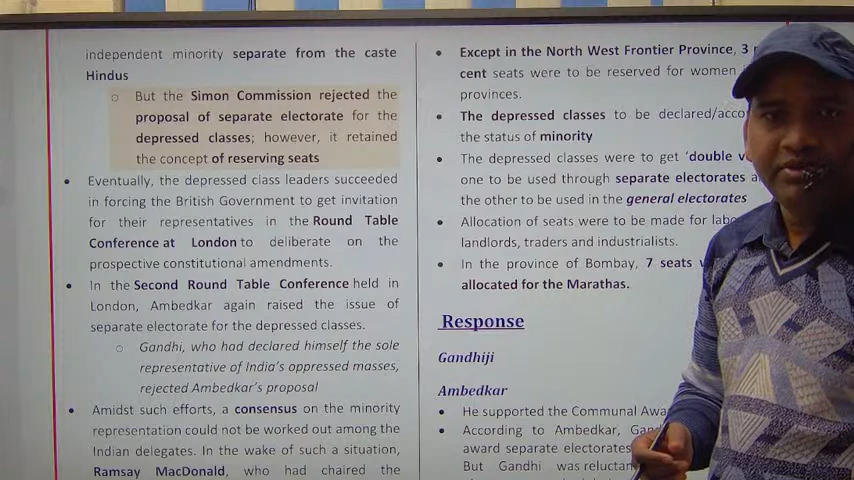 independent minority separate from the caste
Hindus
○ But the Simon Commission rejected the
proposal of separate electorate for the
depressed classes; however, it retained
the concept of reserving seats
• Eventually, the depressed class leaders succeeded
in forcing the British Government to get invitation
for their representatives in the Round Table
Conference at London to deliberate on the
prospective constitutional amendments.
• In the Second Round Table Conference held in
London, Ambedkar again raised the issue of
separate electorate for the depressed classes.
○ Gandhi, who had declared himself the sole
representative of India's oppressed masses,
rejected Ambedkar's proposal
• Amidst such efforts, a consensus on the minority
representation could not be worked out among the
Indian delegates. In the wake of such a situation,
Ramsay MacDonald, who had chaired the
• Except in the North West Frontier Province, 3
cent seats were to be reserved for women
provinces.
• The depressed classes to be
the status of minority
• The depressed classes were to get 'double
one to be used through separate electorates
the other to be used in the general electorates
• Allocation of seats were to be made for
landlords, traders and industrialists.
• In the province of Bombay, 7 seats
allocated for the Marathas.
Response
Gandhiji
Ambedkar
• He supported the Communal
• According to Ambedkar,
award separate electorates
But Gandhi was